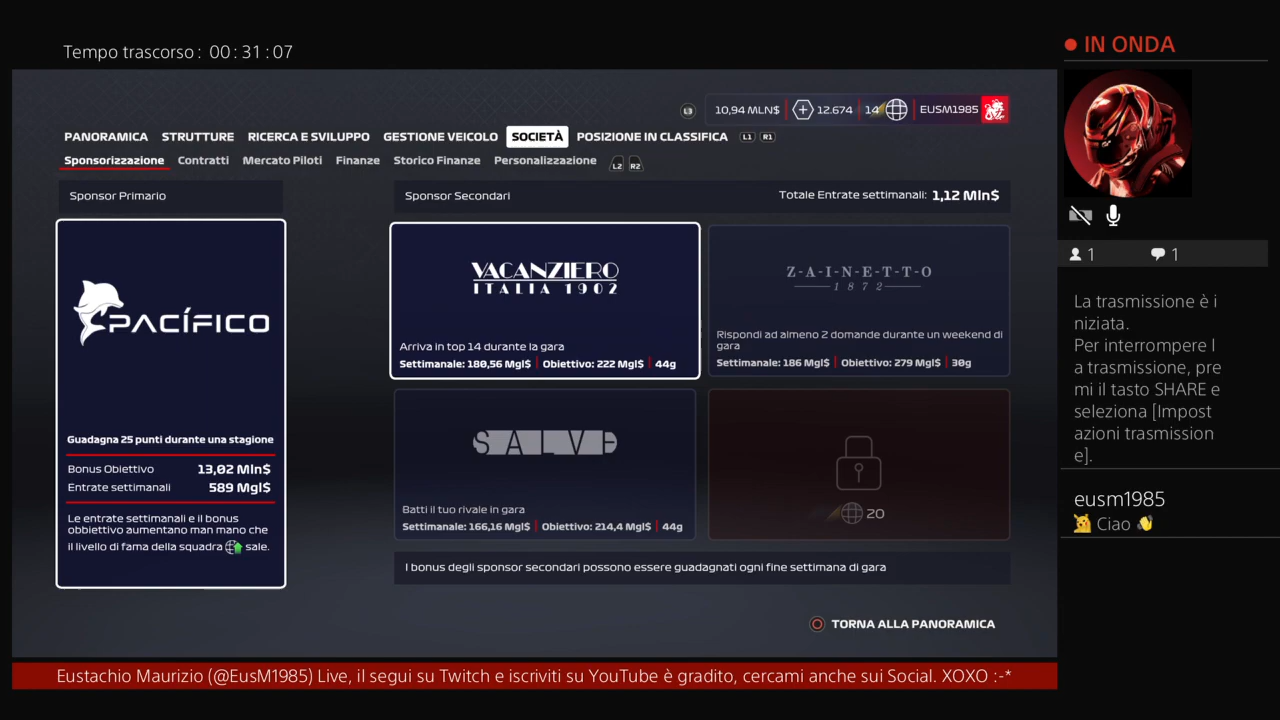 Tempo trascorso: 00:31:07
IN ONDA
L3
10,94 MLN$ 12.674 14 EUSM1985
PANORAMICA STRUTTURE RICERCA E SVILUPPO GESTIONE VEICOLO SOCIETÀ POSIZIONE IN CLASSIFICA L1 R1
Sponsorizzazione Contratti Mercato Piloti Finanze Storico Finanze Personalizzazione L2 R2
Sponsor Primario
PACÍFICO
Guadagna 25 punti durante una stagione
Bonus Obiettivo 13,02 Mln$
Entrate settimanali 589 Mgl$
Le entrate settimanali e il bonus
obbiettivo aumentano man mano che
il livello di fama della squadra sale.
Sponsor Secondari
Totale Entrate settimanali: 1,12 Mln$
VACANZIERO
ITALIA 1902
Arriva in top 14 durante la gara
Settimanale: 180,56 Mgl$ Obiettivo: 222 Mgl$ 44g
Z-A-I-N-E-T-T-O
1872
Rispondi ad almeno 2 domande durante un weekend di
gara
Settimanale: 186 Mgl$ Obiettivo: 279 Mgl$ 30g
SALVE
Batti il tuo rivale in gara
Settimanale: 166,16 Mgl$ Obiettivo: 214,4 Mgl$ 44g
20
I bonus degli sponsor secondari possono essere guadagnati ogni fine settimana di gara
TORNA ALLA PANORAMICA
1 1
La trasmissione è i
niziata.
Per interrompere l
a trasmissione, pre
mi il tasto SHARE e
seleziona [Impost
azioni trasmission
e].
eusm1985
Ciao
Eustachio Maurizio (@EusM1985) Live, il segui su Twitch e iscriviti su YouTube è gradito, cercami anche sui Social. XOXO :-*